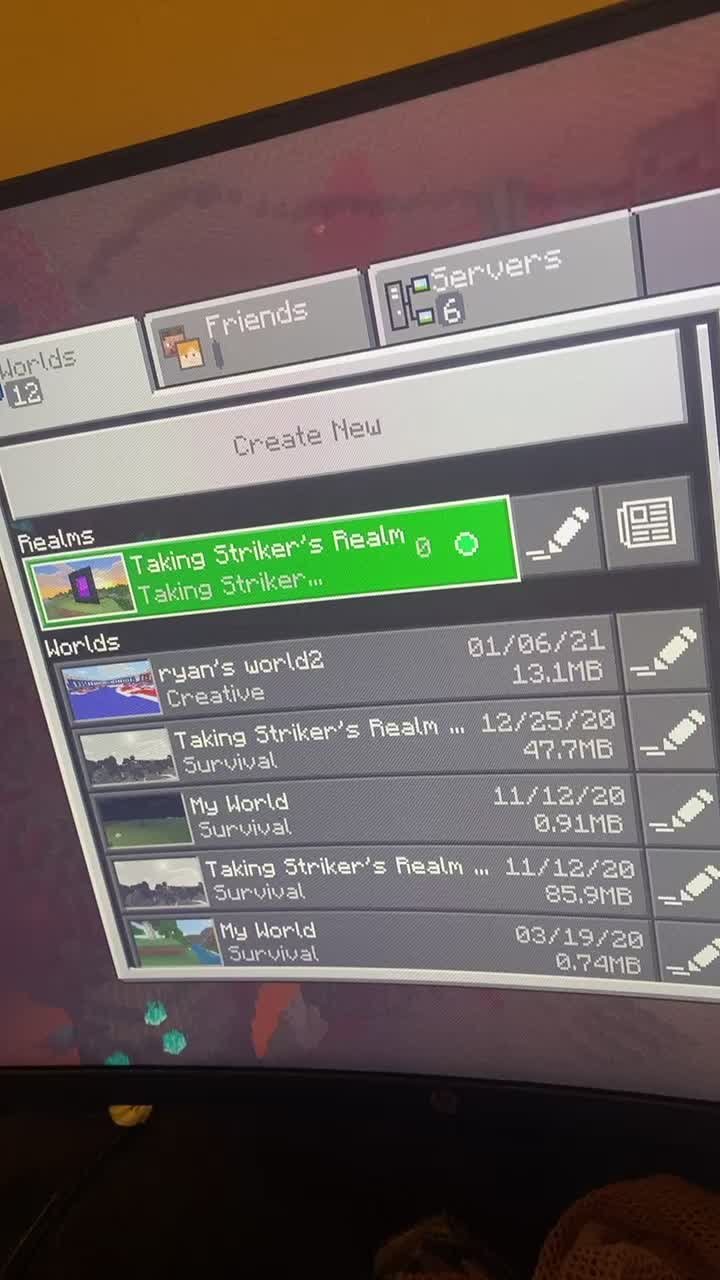 Worlds
12
Friends
Servers
6
Create New
Realms
Taking Striker's Realm 0
Taking Striker...
Worlds
ryan's world2 01/06/21
Creative 13.1MB
Taking Striker's Realm ... 12/25/20
Survival 47.7MB
My World 11/12/20
Survival 0.91MB
Taking Striker's Realm ... 11/12/20
Survival 85.9MB
My World 03/19/20
Survival 0.74MB